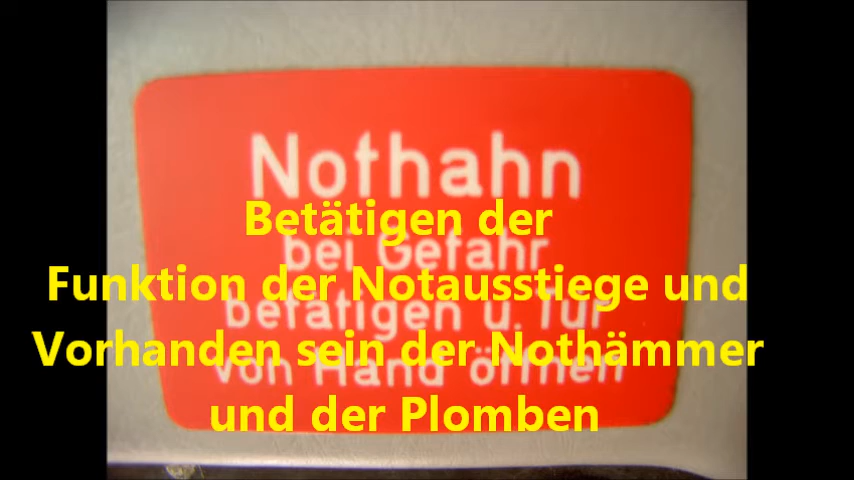 Nothahn
Betätigen der
bei Gefahr
Funktion der Notausstiege und
betätigen u. Tür
Vorhanden sein der Nothämmer
von Hand öffnen
und der Plomben